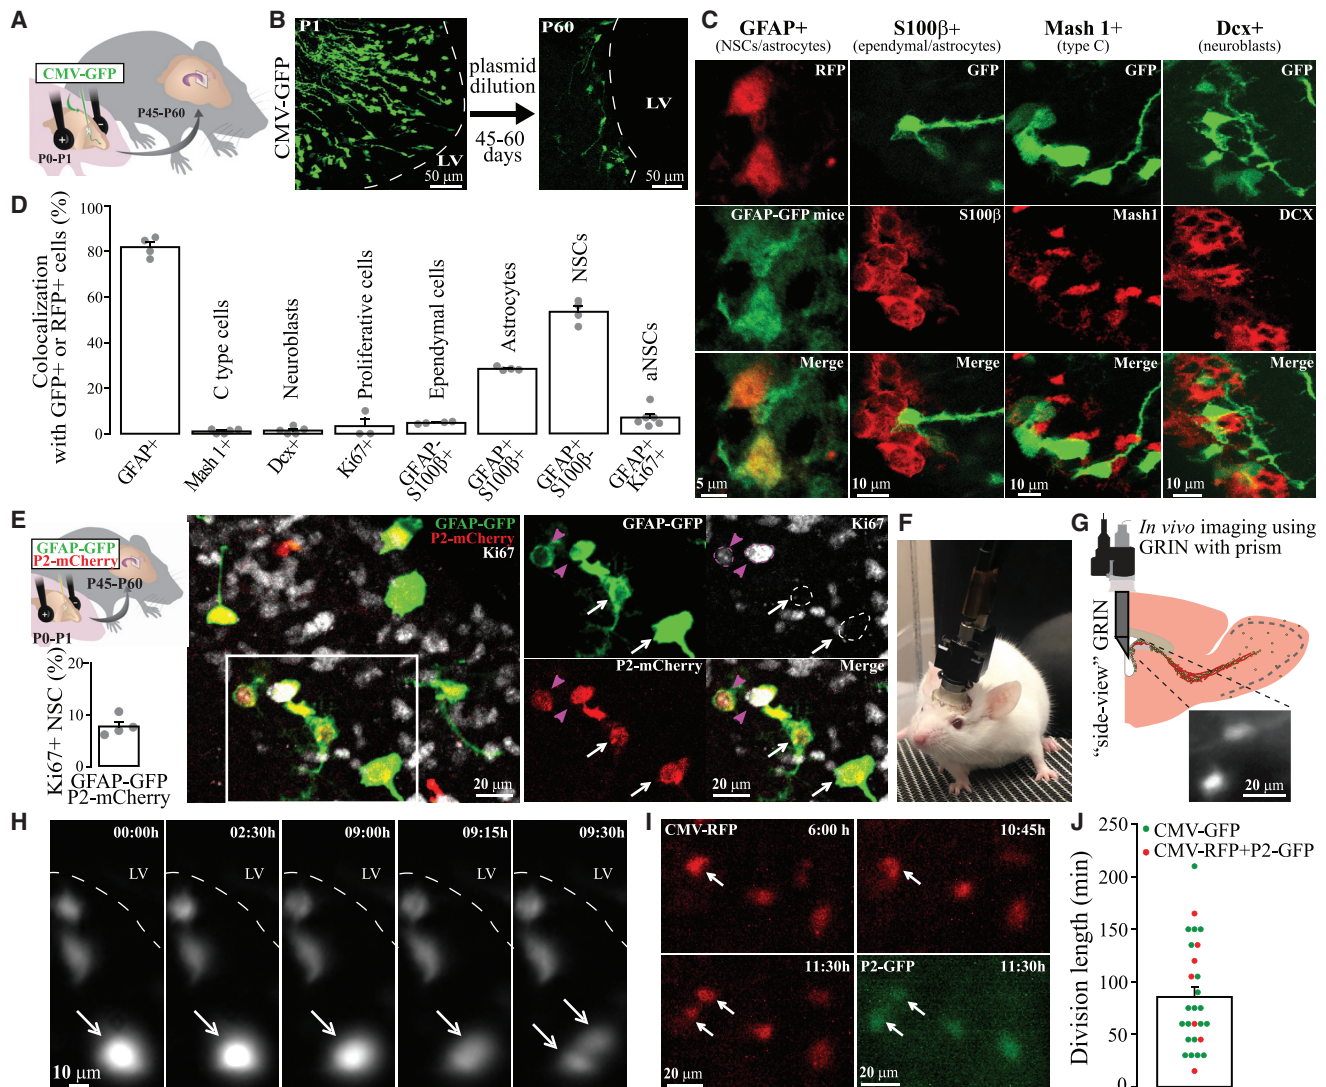 A
CMV-GFP
P45-P60
P0-P1
+
-
B
CMV-GFP
P1
LV
50 μm
plasmid
dilution
45-60
days
P60
LV
50 μm
C
GFAP+
(NSCs/astrocytes)
S100β+
(ependymal/astrocytes)
Mash 1+
(type C)
Dcx+
(neuroblasts)
RFP
GFP
GFP
GFP
GFAP-GFP mice
S100β
Mash1
DCX
Merge
Merge
Merge
Merge
5 μm
10 μm
10 μm
10 μm
D
Colocalization
with GFP+ or RFP+ cells (%)
100
80
60
40
20
0
C type cells
Neuroblasts
Proliferative cells
Ependymal cells
Astrocytes
NSCs
aNSCs
GFAP+
Mash 1+
Dcx+
Ki67+
GFAP-
S100β+
GFAP+
S100β+
GFAP+
S100β-
GFAP+
Ki67+
E
GFAP-GFP
P2-mCherry
P45-P60
P0-P1
Ki67+ NSC (%)
20
10
0
GFAP-GFP
P2-mCherry
GFAP-GFP
P2-mCherry
Ki67
20 μm
GFAP-GFP
Ki67
P2-mCherry
Merge
20 μm
20 μm
F
G
In vivo imaging using
GRIN with prism
“side-view” GRIN
20 μm
H
00:00h
02:30h
09:00h
09:15h
09:30h
LV
LV
LV
LV
LV
10 μm
I
CMV-RFP
6:00 h
10:45h
11:30h
P2-GFP
11:30h
20 μm
20 μm
J
Division length (min)
250
200
150
100
50
0
CMV-GFP
CMV-RFP+P2-GFP